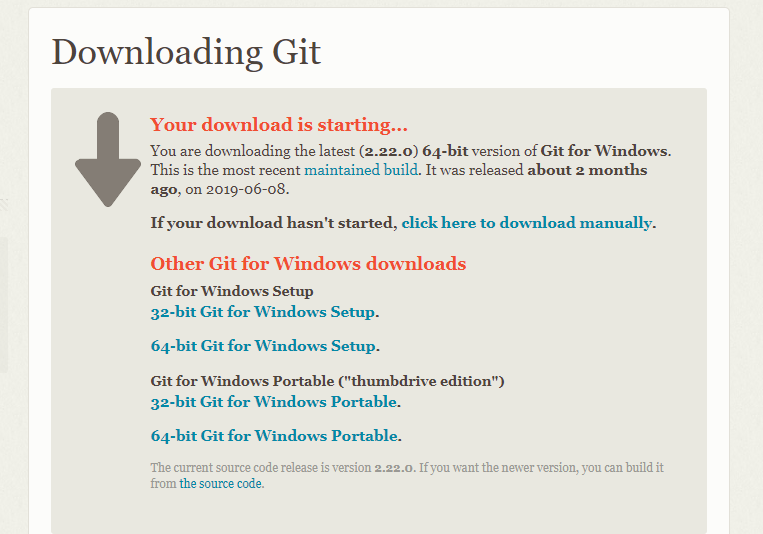 Downloading Git
Your download is starting...
You are downloading the latest (2.22.0) 64-bit version of Git for Windows.
This is the most recent maintained build. It was released about 2 months
ago, on 2019-06-08.
If your download hasn't started, click here to download manually.
Other Git for Windows downloads
Git for Windows Setup
32-bit Git for Windows Setup.
64-bit Git for Windows Setup.
Git for Windows Portable ("thumbdrive edition")
32-bit Git for Windows Portable.
64-bit Git for Windows Portable.
The current source code release is version 2.22.0. If you want the newer version, you can build it
from the source code.